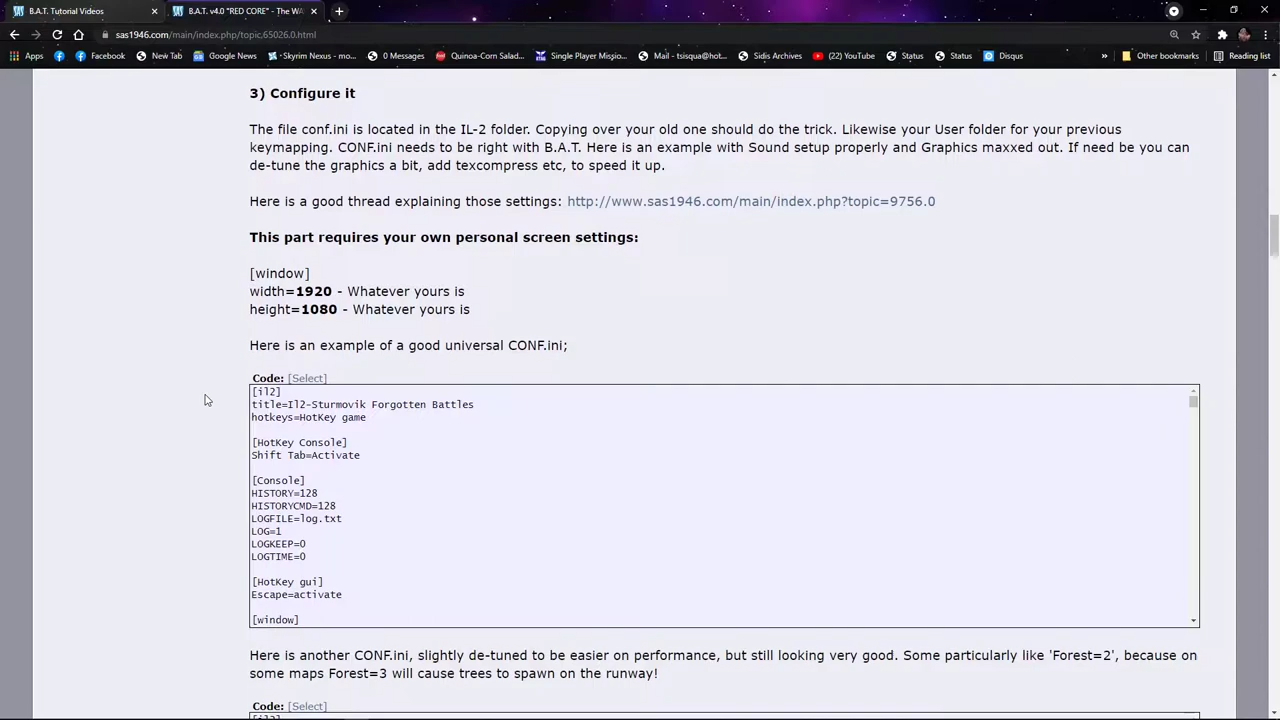 B.A.T. Tutorial Videos
B.A.T. v4.0 "RED CORE" - The WA
sas1946.com/main/index.php/topic,65026.0.html
Apps
Facebook
New Tab
Google News
Skyrim Nexus - mo...
0 Messages
Quinoa-Corn Salad...
Single Player Missio...
Mail - tsisqua@hot...
Sidis Archives
(22) YouTube
Status
Status
Disqus
»
Other bookmarks
Reading list
3) Configure it
The file conf.ini is located in the IL-2 folder. Copying over your old one should do the trick. Likewise your User folder for your previous
keymapping. CONF.ini needs to be right with B.A.T. Here is an example with Sound setup properly and Graphics maxxed out. If need be you can
de-tune the graphics a bit, add texcompress etc, to speed it up.
Here is a good thread explaining those settings: http://www.sas1946.com/main/index.php?topic=9756.0
This part requires your own personal screen settings:
[window]
width=1920 - Whatever yours is
height=1080 - Whatever yours is
Here is an example of a good universal CONF.ini;
Code: [Select]
[il2]
title=Il2-Sturmovik Forgotten Battles
hotkeys=HotKey game
[HotKey Console]
Shift Tab=Activate
[Console]
HISTORY=128
HISTORYCMD=128
LOGFILE=log.txt
LOG=1
LOGKEEP=0
LOGTIME=0
[HotKey gui]
Escape=activate
[window]
Here is another CONF.ini, slightly de-tuned to be easier on performance, but still looking very good. Some particularly like 'Forest=2', because on
some maps Forest=3 will cause trees to spawn on the runway!
Code: [Select]